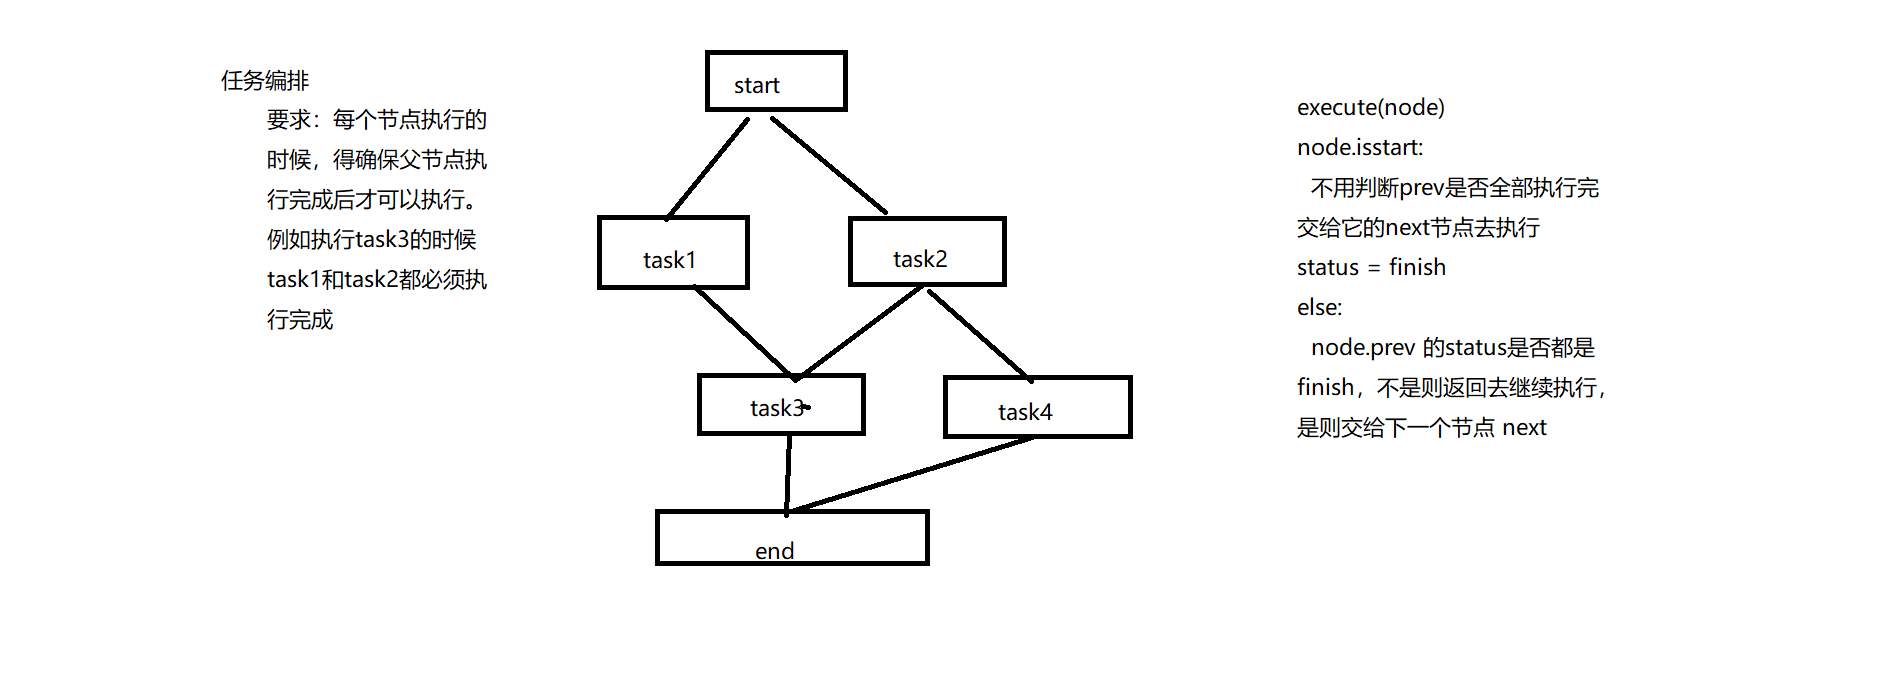 任务编排
要求：每个节点执行的
时候，得确保父节点执
行完成后才可以执行。
例如执行task3的时候
task1和task2都必须执
行完成
start
task1
task2
task3
task4
end
execute(node)
node.isstart:
不用判断prev是否全部执行完
交给它的next节点去执行
status = finish
else:
node.prev 的status是否都是
finish，不是则返回去继续执行，
是则交给下一个节点 next